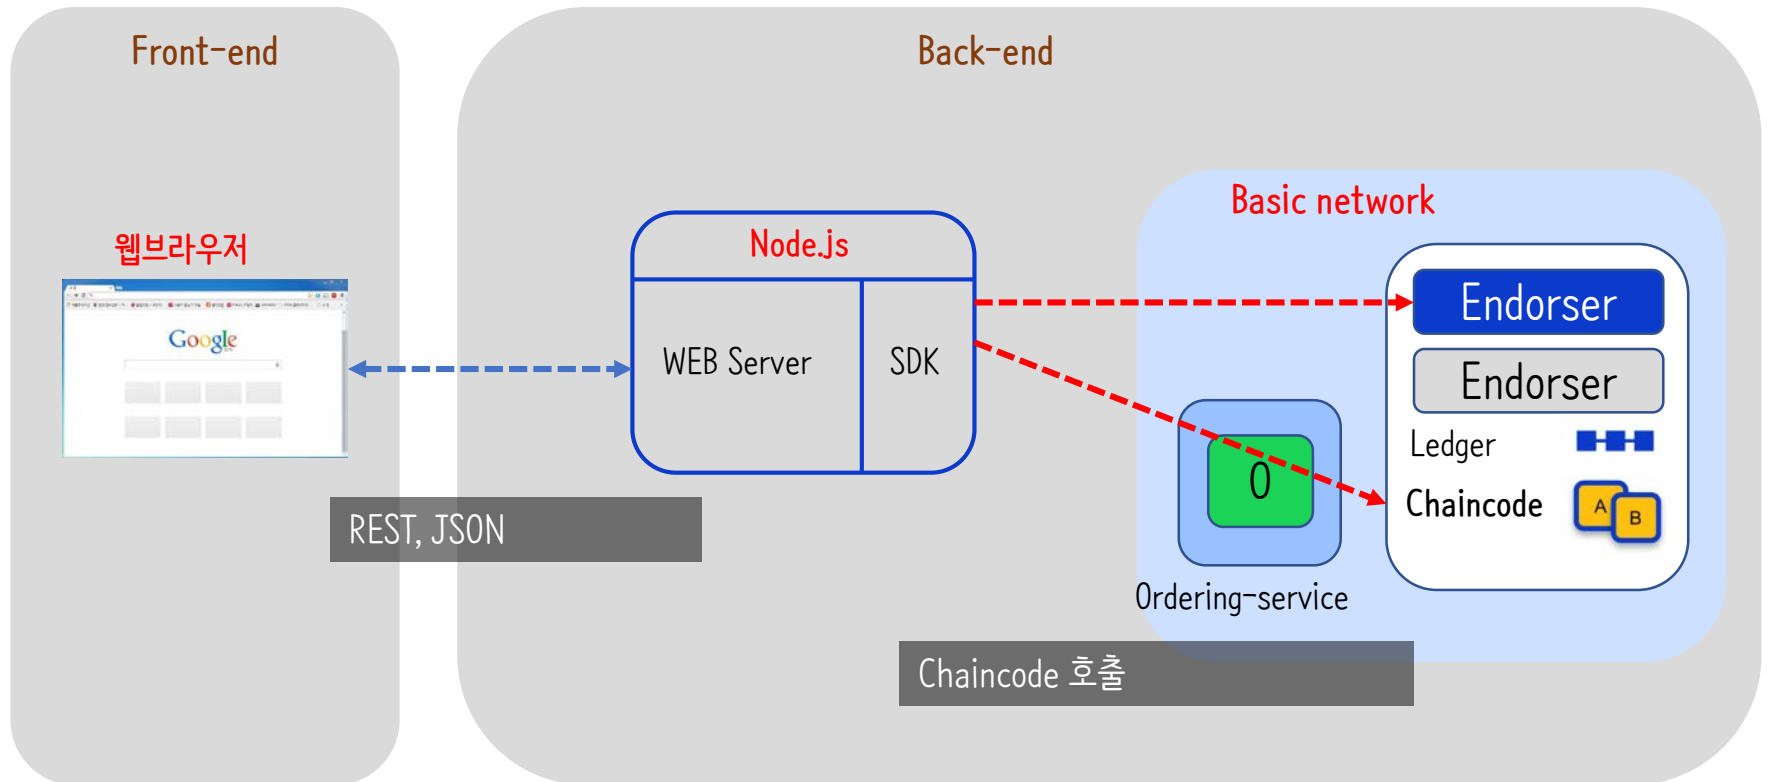 Front-end
Back-end
웹브라우저
Google
Node.js
WEB Server
SDK
REST, JSON
Basic network
Endorser
Endorser
Ledger
Chaincode
A
B
O
Ordering-service
Chaincode 호출